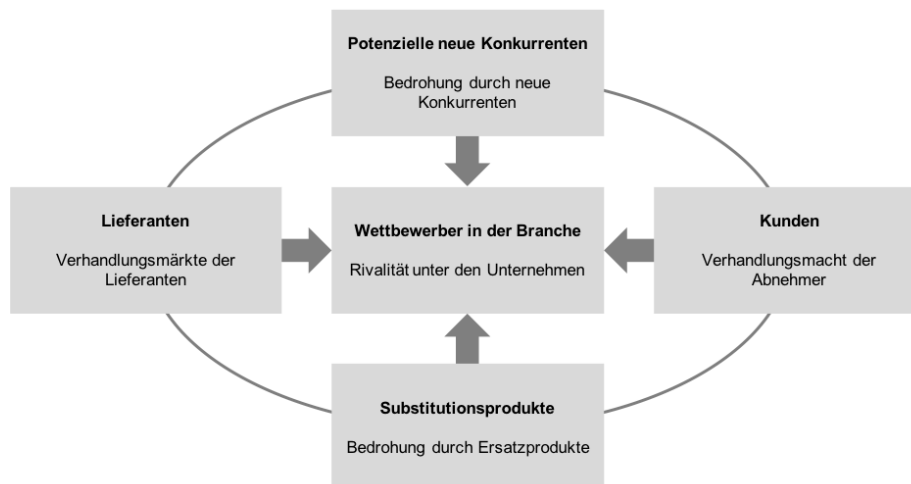 Potenzielle neue Konkurrenten
Bedrohung durch neue
Konkurrenten
Lieferanten
Verhandlungsmärkte der
Lieferanten
Wettbewerber in der Branche
Rivalität unter den Unternehmen
Kunden
Verhandlungsmacht der
Abnehmer
Substitutionsprodukte
Bedrohung durch Ersatzprodukte